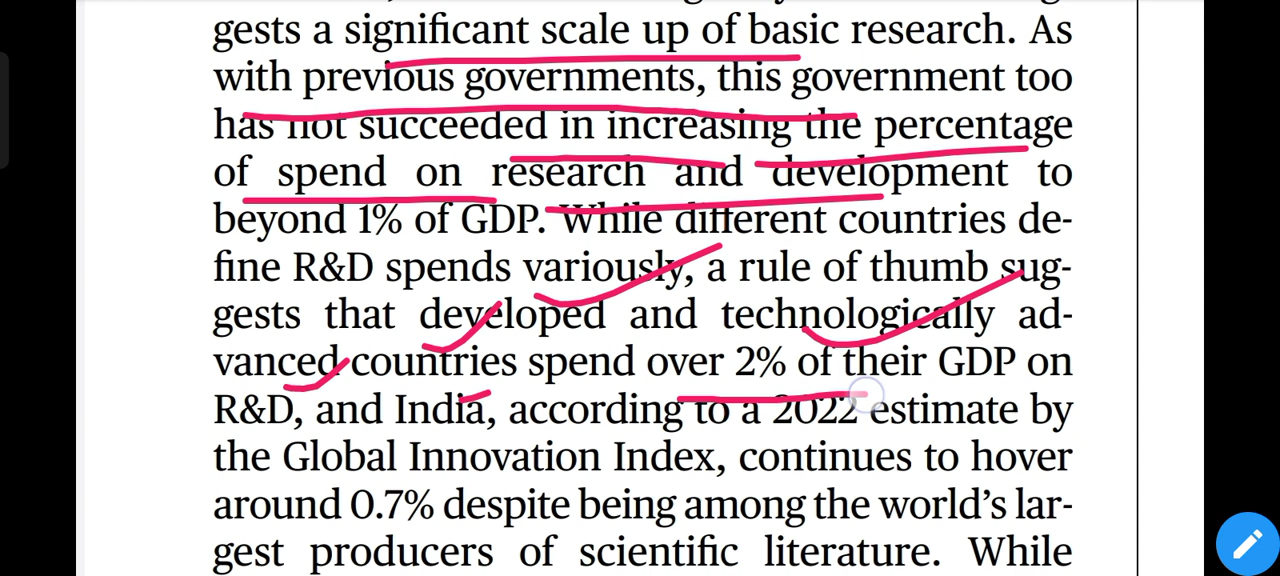 gests a significant scale up of basic research. As
with previous governments, this government too
has not succeeded in increasing the percentage
of spend on research and development to
beyond 1% of GDP. While different countries de-
fine R&D spends variously, a rule of thumb sug-
gests that developed and technologically ad-
vanced countries spend over 2% of their GDP on
R&D, and India, according to a 2022 estimate by
the Global Innovation Index, continues to hover
around 0.7% despite being among the world’s lar-
gest producers of scientific literature. While